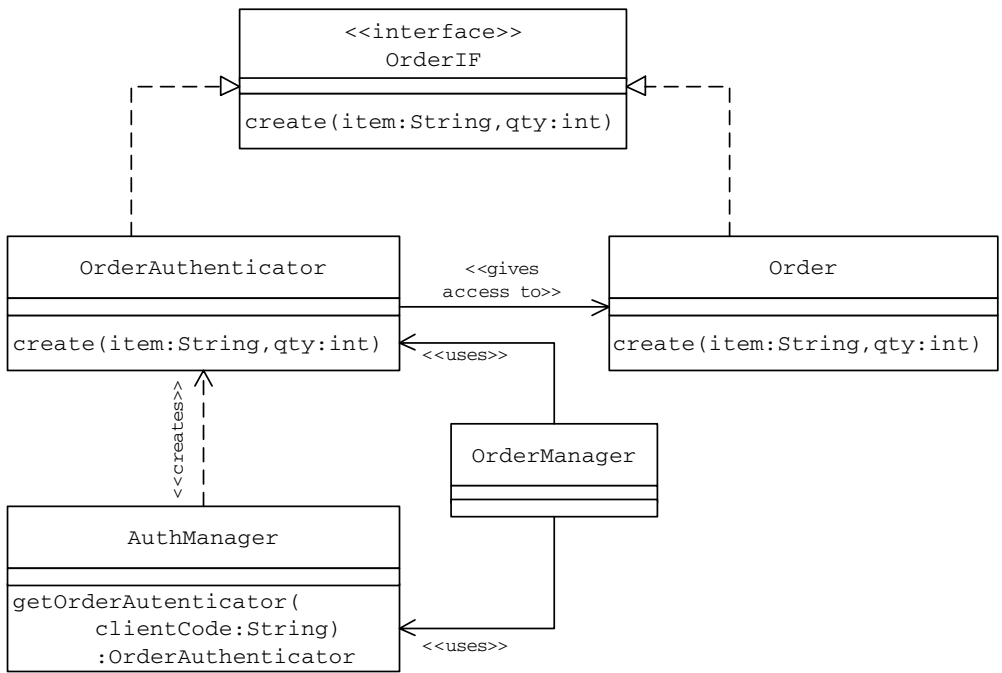 <<interface>>
OrderIF
create(item:String,qty:int)
OrderAuthenticator
create(item:String,qty:int)
<<gives
access to>>
Order
create(item:String,qty:int)
<<uses>>
<<creates>>
OrderManager
AuthManager
getOrderAutenticator(
clientCode:String)
:OrderAuthenticator
<<uses>>